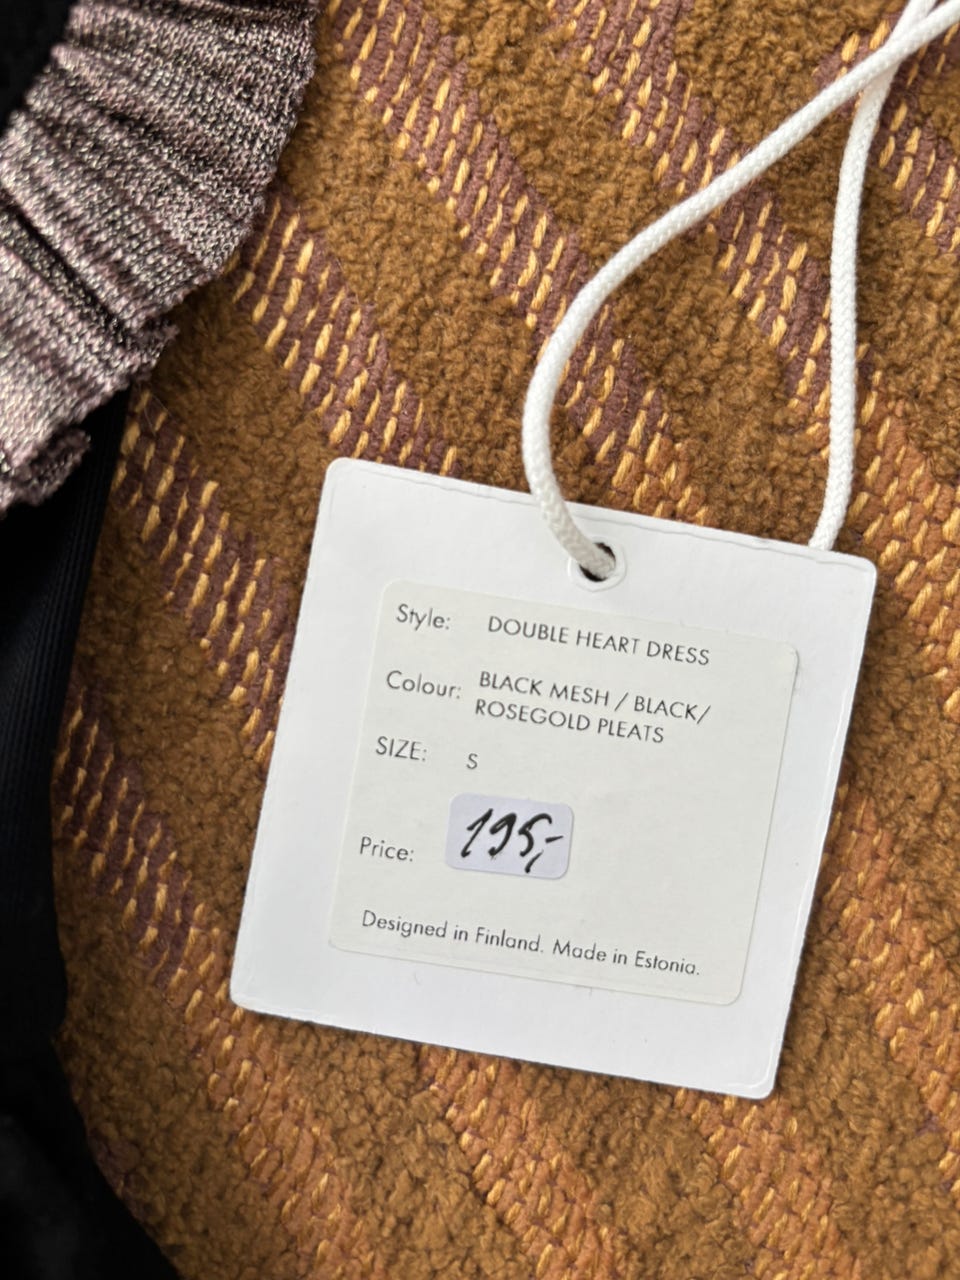 Style: DOUBLE HEART DRESS
Colour: BLACK MESH / BLACK/
ROSEGOLD PLEATS
SIZE: S
Price: 195,-
Designed in Finland. Made in Estonia.